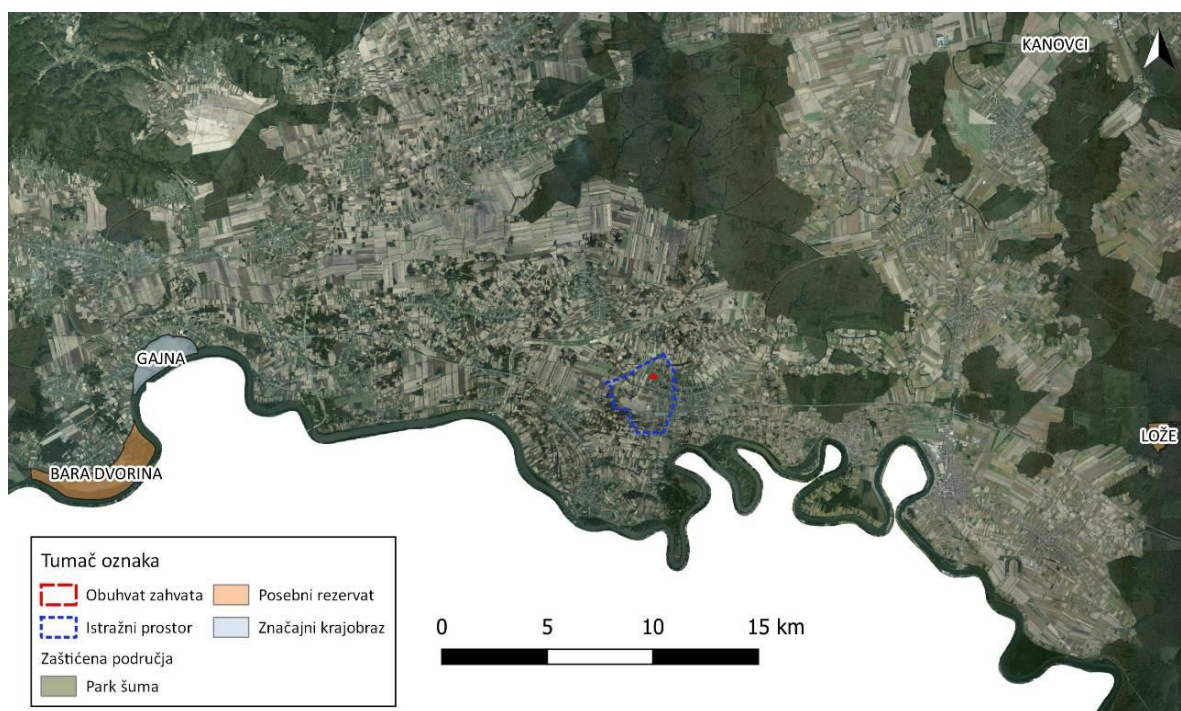 KANOVCI
GAJNA
LOŽE
BARA DVORINA
Tumač oznaka
Obuhvat zahvata
Posebni rezervat
Istražni prostor
Značajni krajobraz
Zaštićena područja
Park šuma
0 5 10 15 km